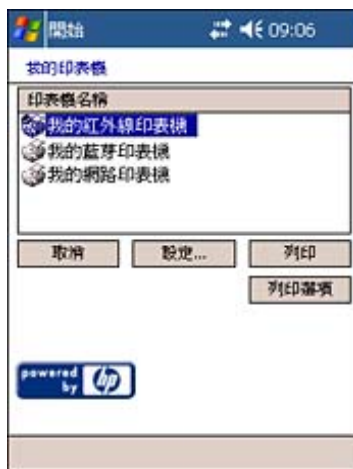 開始 09:06
我的印表機
印表機名稱
我的紅外線印表機
我的藍芽印表機
我的網路印表機
取消 設定... 列印
列印選項
powered
by hp